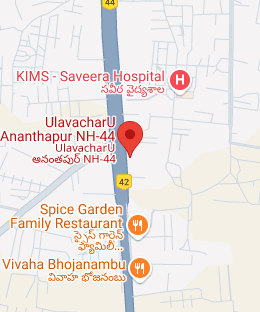 44
KIMS - Saveera Hospital
సవీర వైద్యశాల
UlavacharU
Ananthapur NH-44
UlavacharU
అనంతపుర్ NH-44
42
Spice Garden
Family Restaurant
స్పైస్ గార్డెన్
ఫ్యామిలీ...
Vivaha Bhojanambu
వివాహ భోజనంబు